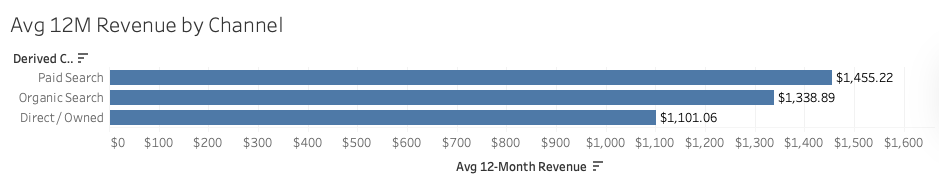 Avg 12M Revenue by Channel
Derived C..
Paid Search $1,455.22
Organic Search $1,338.89
Direct / Owned $1,101.06
$0 $100 $200 $300 $400 $500 $600 $700 $800 $900 $1,000 $1,100 $1,200 $1,300 $1,400 $1,500 $1,600
Avg 12-Month Revenue